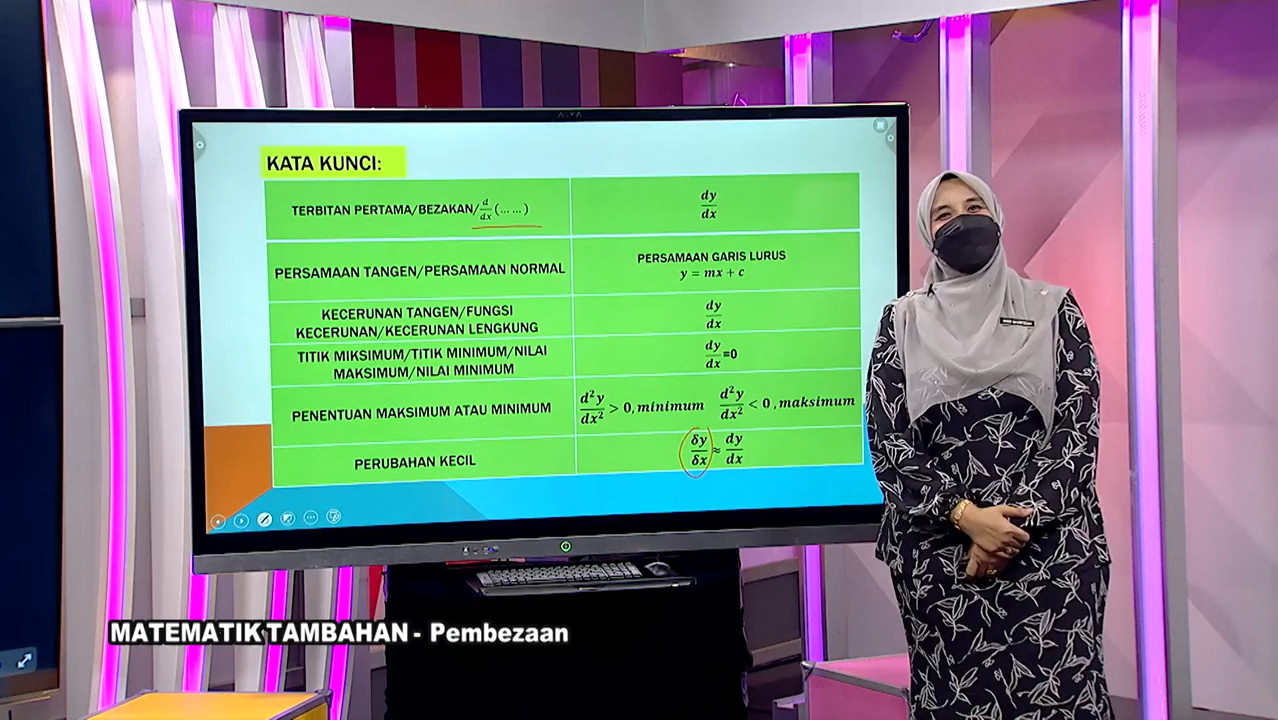 KATA KUNCI:
TERBITAN PERTAMA/BEZAKAN/d/dx(... ...)
dy/dx
PERSAMAAN TANGEN/PERSAMAAN NORMAL
PERSAMAAN GARIS LURUS
y = mx + c
KECERUNAN TANGEN/FUNGSI
KECERUNAN/KECERUNAN LENGKUNG
dy/dx
TITIK MIKSIMUM/TITIK MINIMUM/NILAI
MAKSIMUM/NILAI MINIMUM
dy/dx=0
PENENTUAN MAKSIMUM ATAU MINIMUM
d²y/dx² > 0, minimum d²y/dx² < 0, maksimum
PERUBAHAN KECIL
δy/δx ≈ dy/dx
MATEMATIK TAMBAHAN - Pembezaan